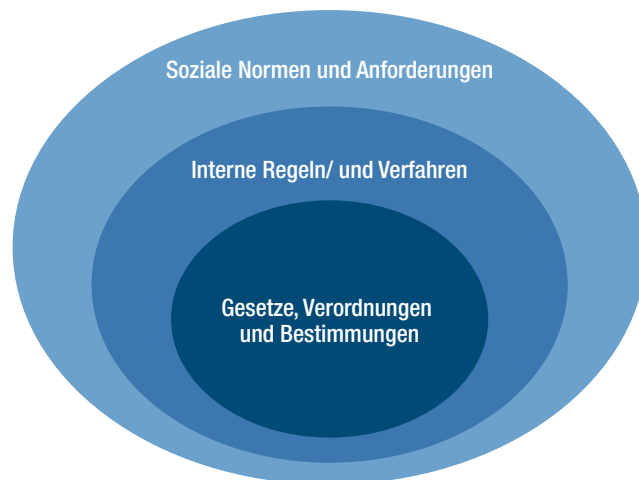 Soziale Normen und Anforderungen
Interne Regeln/ und Verfahren
Gesetze, Verordnungen
und Bestimmungen